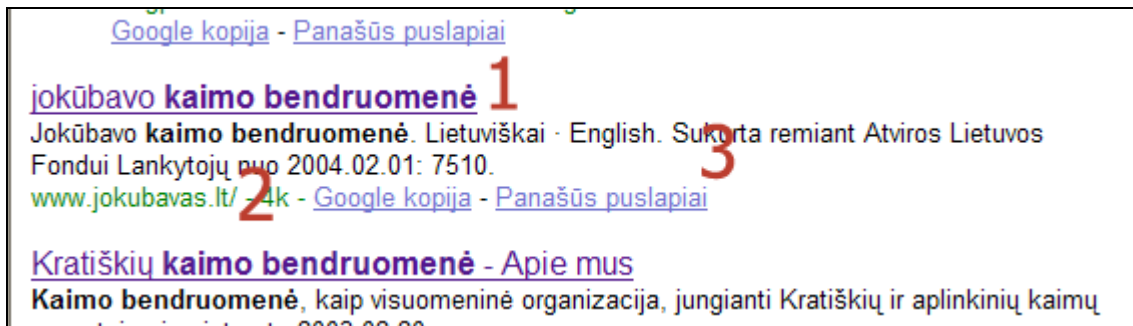 Google kopija - Panašūs puslapiai
jokūbavo kaimo bendruomenė 1
Jokūbavo kaimo bendruomenė. Lietuviškai · English. Sukurta remiant Atviros Lietuvos 3
Fondui Lankytojų nuo 2004.02.01: 7510.
www.jokubavas.lt/ - 4k - Google kopija - Panašūs puslapiai 2
Kratiškių kaimo bendruomenė - Apie mus
Kaimo bendruomenė, kaip visuomeninė organizacija, jungianti Kratiškių ir aplinkinių kaimų